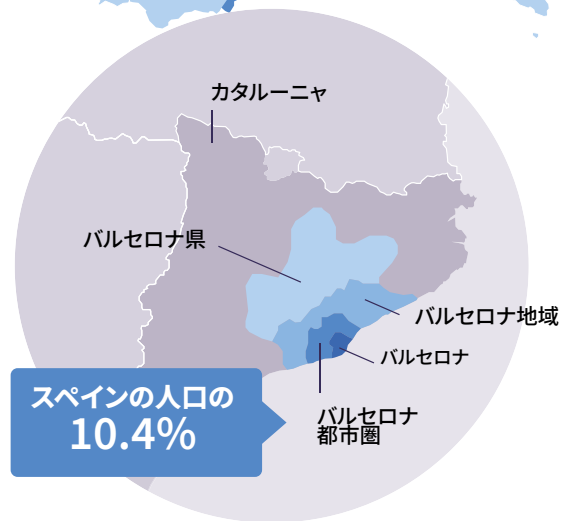 カタルーニャ
バルセロナ県
バルセロナ地域
バルセロナ
スペインの人口の
10.4%
バルセロナ
都市圏